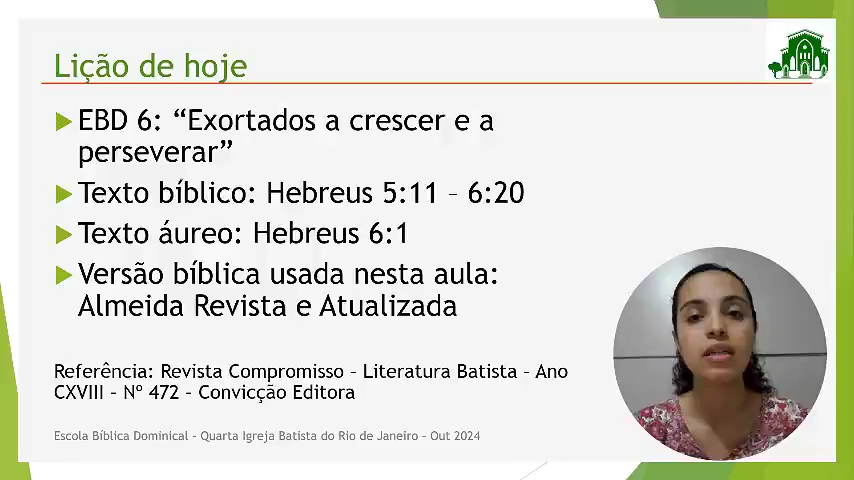 Lição de hoje
EBD 6: “Exortados a crescer e a
perseverar”
Texto bíblico: Hebreus 5:11 – 6:20
Texto áureo: Hebreus 6:1
Versão bíblica usada nesta aula:
Almeida Revista e Atualizada
Referência: Revista Compromisso – Literatura Batista – Ano
CXVIII – Nº 472 – Convicção Editora
Escola Bíblica Dominical – Quarta Igreja Batista do Rio de Janeiro – Out 2024